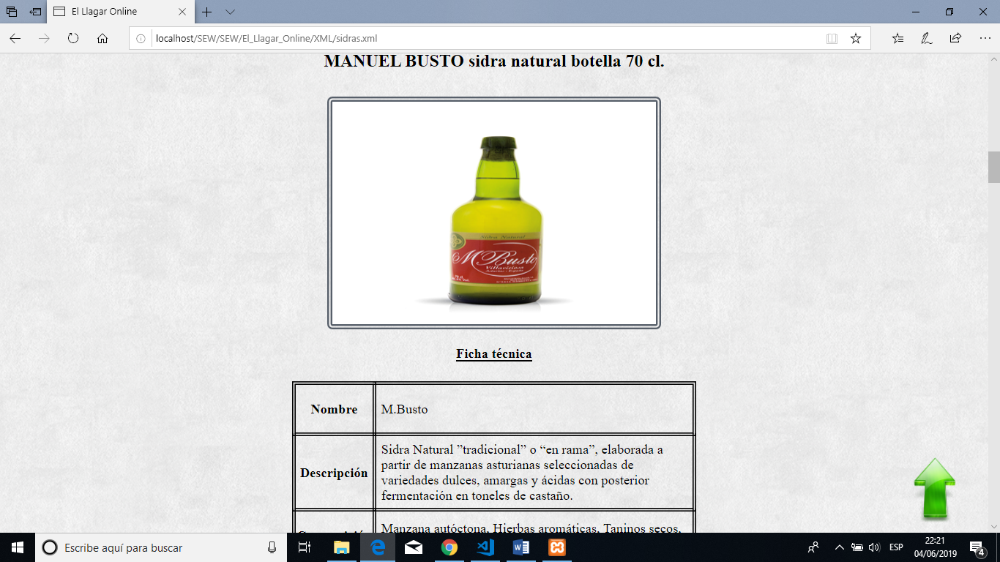 El Llagar Online
localhost/SEW/SEW/El_Llagar_Online/XML/sidras.xml
MANUEL BUSTO sidra natural botella 70 cl.
Sidra Natural
M Busto
Villaviciosa
Asturias - España
Ficha técnica
Nombre
M.Busto
Descripción
Sidra Natural ”tradicional” o “en rama”, elaborada a
partir de manzanas asturianas seleccionadas de
variedades dulces, amargas y ácidas con posterior
fermentación en toneles de castaño.
Manzana autóctona, Hierbas aromáticas, Taninos secos,
Escribe aquí para buscar
ESP
22:21
04/06/2019
4